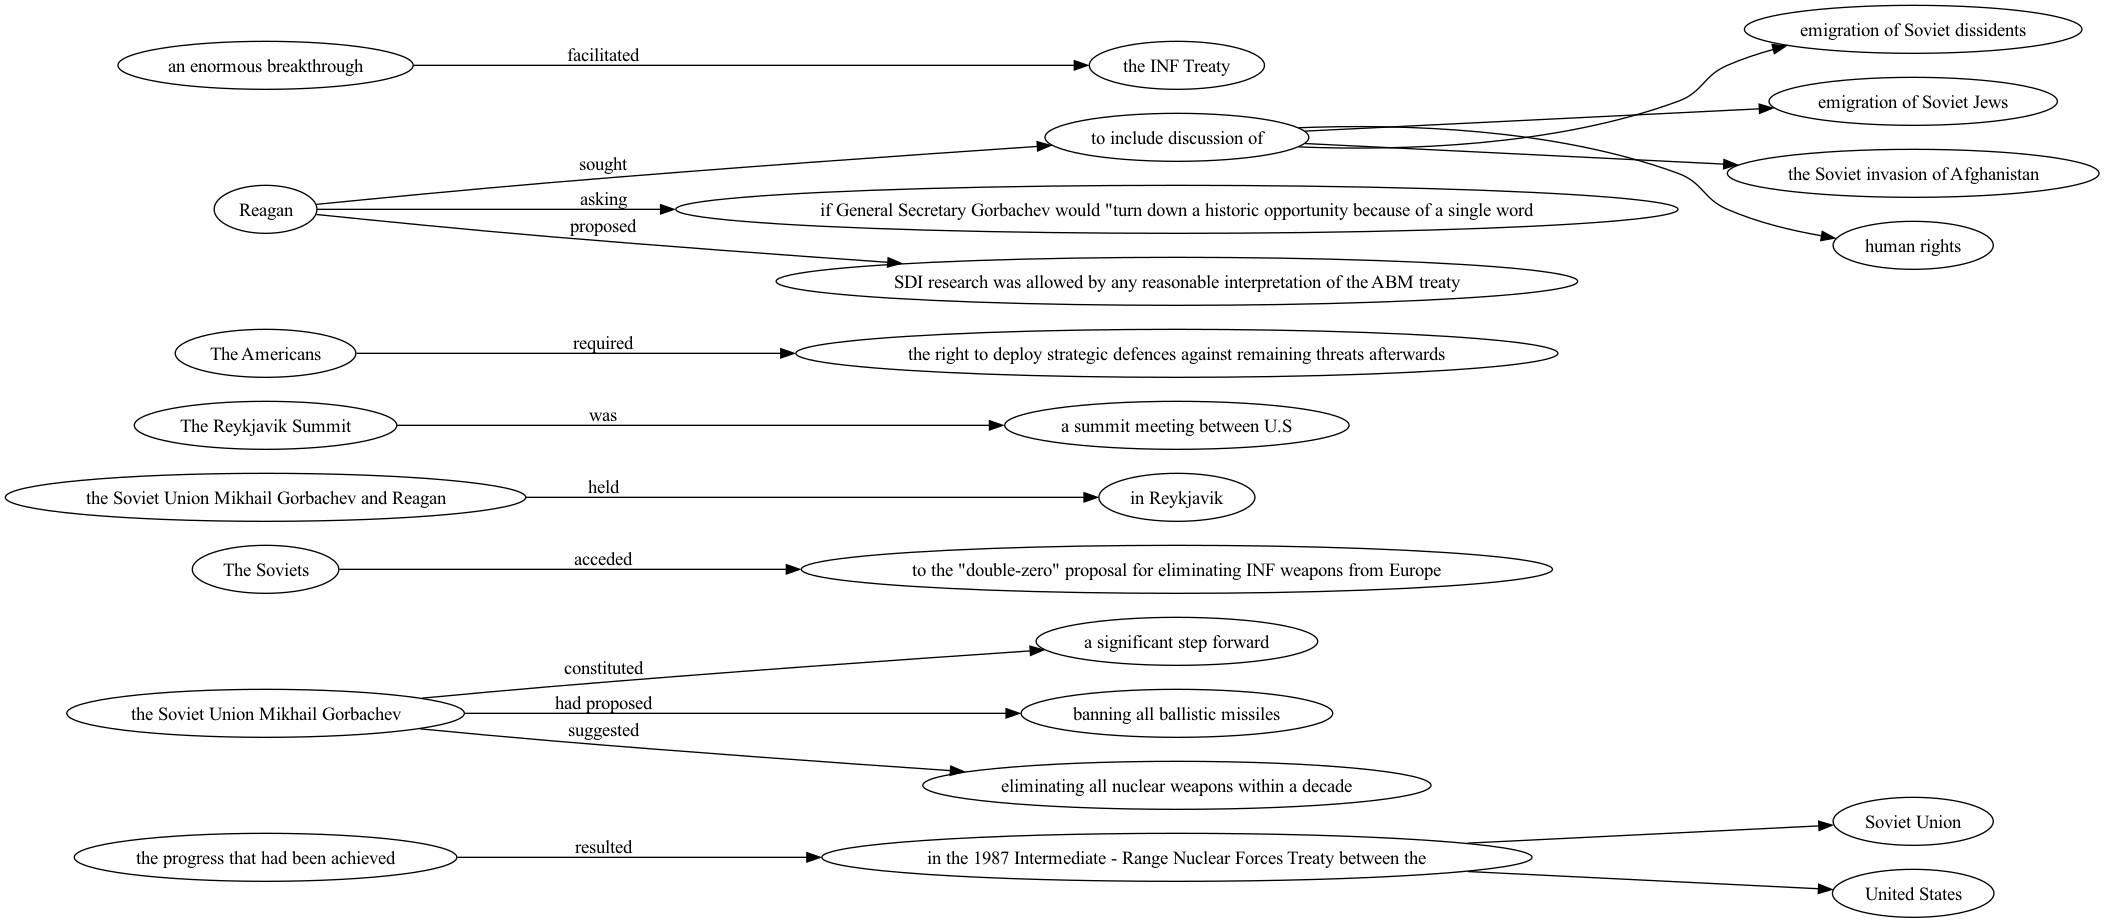 emigration of Soviet dissidents
an enormous breakthrough
facilitated
the INF Treaty
emigration of Soviet Jews
to include discussion of
sought
the Soviet invasion of Afghanistan
Reagan
asking
if General Secretary Gorbachev would "turn down a historic opportunity because of a single word
proposed
human rights
SDI research was allowed by any reasonable interpretation of the ABM treaty
The Americans
required
the right to deploy strategic defences against remaining threats afterwards
The Reykjavik Summit
was
a summit meeting between U.S
the Soviet Union Mikhail Gorbachev and Reagan
held
in Reykjavik
The Soviets
acceded
to the "double-zero" proposal for eliminating INF weapons from Europe
a significant step forward
constituted
the Soviet Union Mikhail Gorbachev
had proposed
banning all ballistic missiles
suggested
eliminating all nuclear weapons within a decade
Soviet Union
the progress that had been achieved
resulted
in the 1987 Intermediate - Range Nuclear Forces Treaty between the
United States